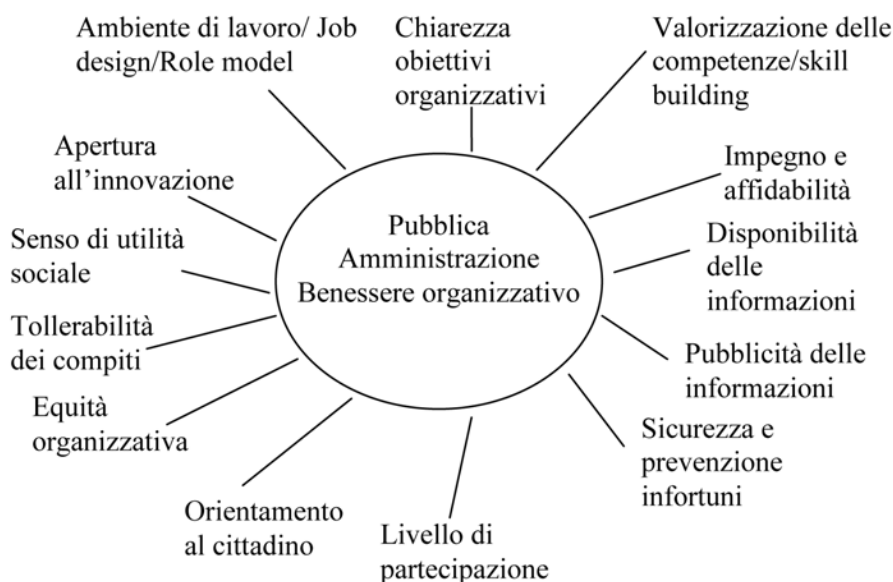 Ambiente di lavoro/ Job
design/Role model
Chiarezza
obiettivi
organizzativi
Valorizzazione delle
competenze/skill
building
Apertura
all’innovazione
Impegno e
affidabilità
Senso di utilità
sociale
Pubblica
Amministrazione
Benessere organizzativo
Disponibilità
delle
informazioni
Tollerabilità
dei compiti
Pubblicità delle
informazioni
Equità
organizzativa
Sicurezza e
prevenzione
infortuni
Orientamento
al cittadino
Livello di
partecipazione